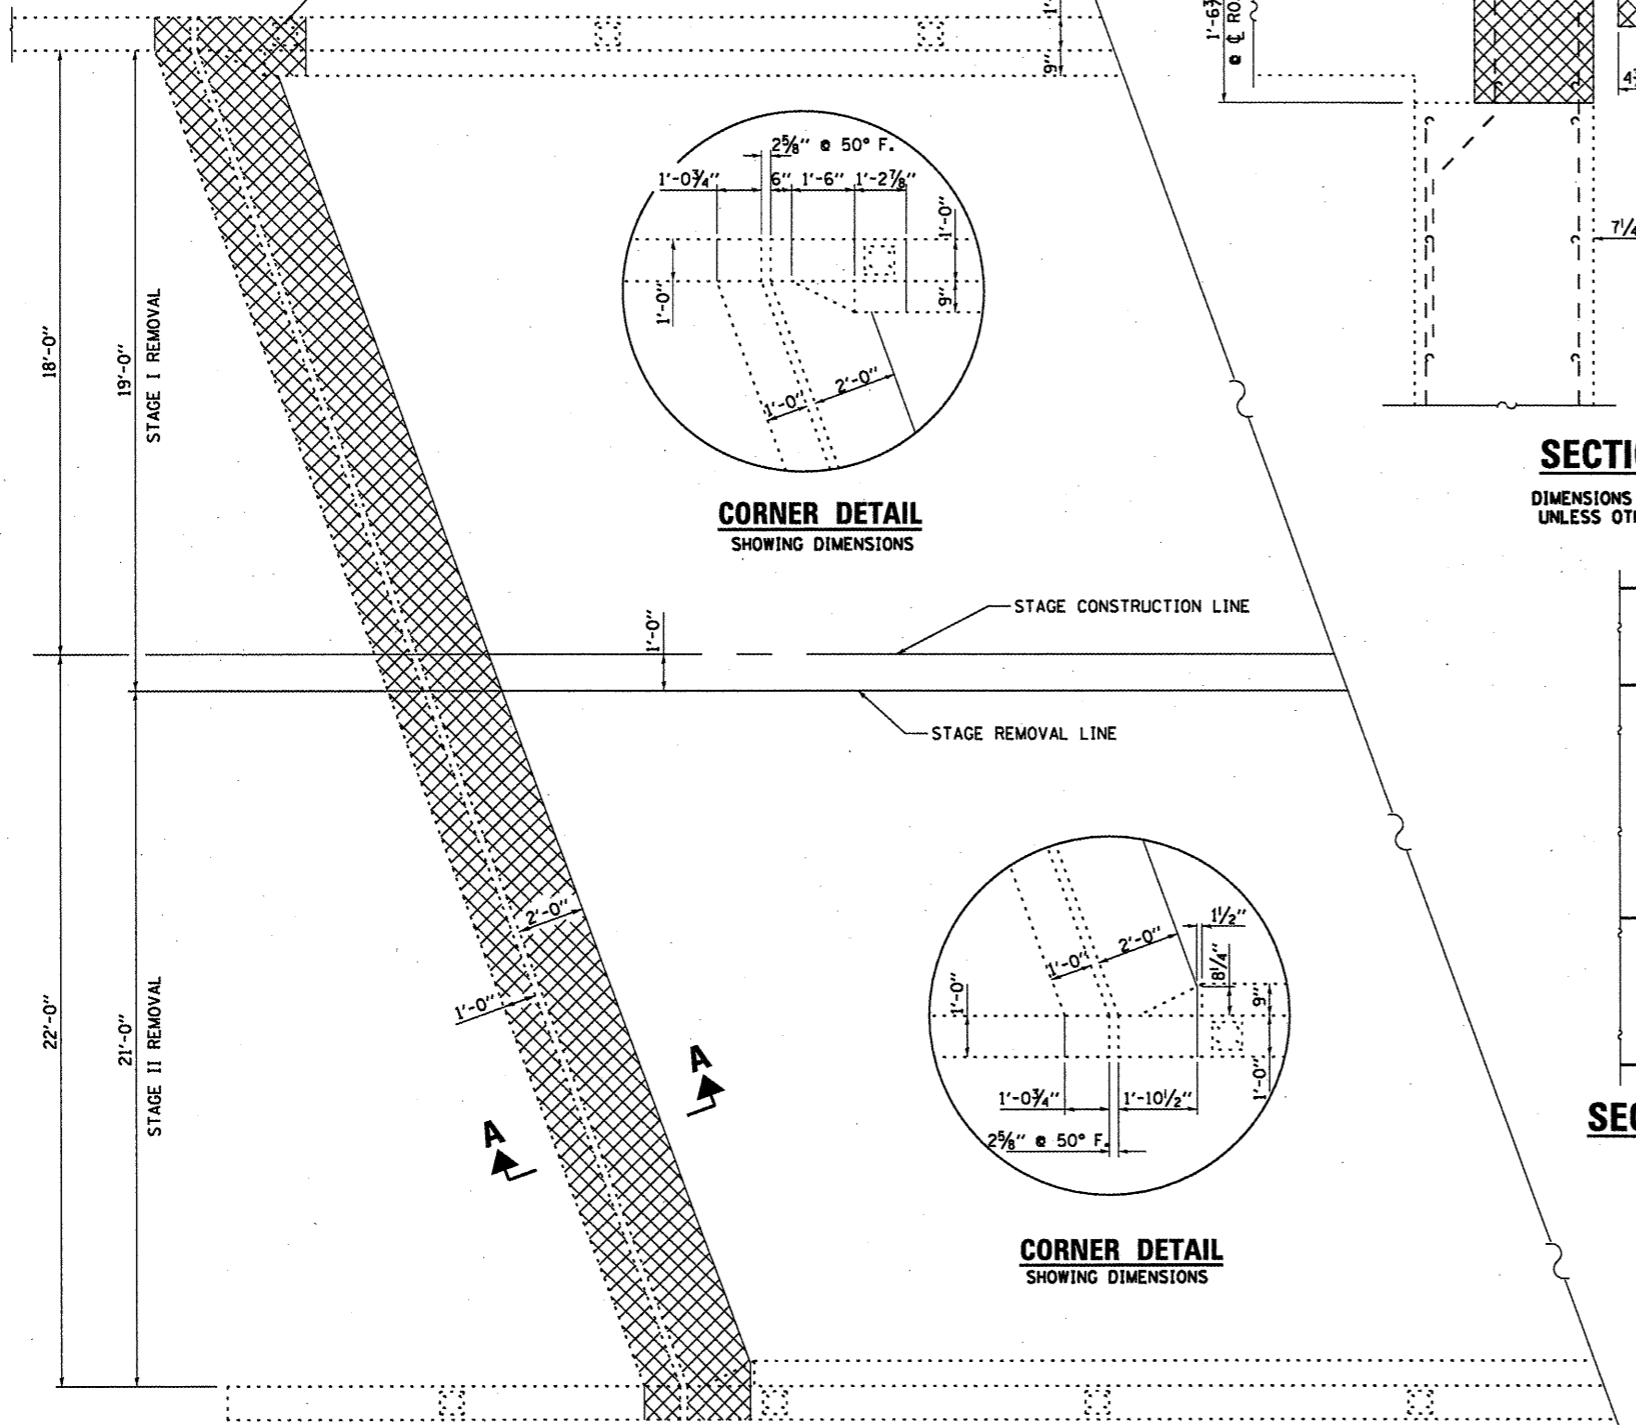 1'-
9"
1'-6¾
@ ℄ RO
4¾
2⅝" @ 50° F.
1'-0¾"
6"
1'-6"
1'-2⅞"
1'-0"
1'-0"
9"
1'-0"
2'-0"
7¼
18'-0"
19'-0"
STAGE I REMOVAL
CORNER DETAIL
SHOWING DIMENSIONS
SECTI
DIMENSIONS
UNLESS OT
1'-0"
STAGE CONSTRUCTION LINE
STAGE REMOVAL LINE
22'-0"
21'-0"
STAGE II REMOVAL
2'-0"
1'-0"
A
A
1½"
2'-0"
1'-0"
8¼"
1'-0"
9"
1'-0"
1'-0¾"
1'-10½"
2⅝" @ 50° F.
CORNER DETAIL
SHOWING DIMENSIONS
SE